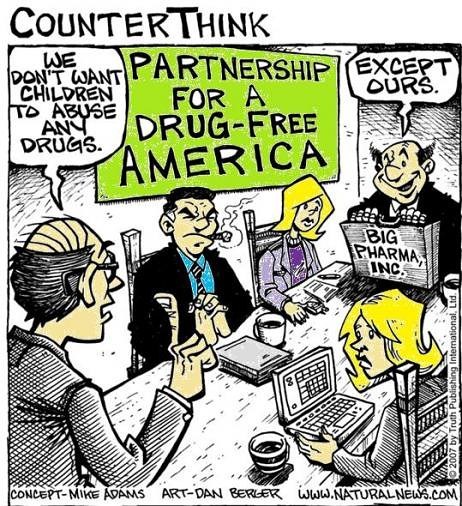 COUNTERTHINK
WE
DON'T WANT
CHILDREN
TO ABUSE
ANY
DRUGS.
PARTNERSHIP
FOR A
DRUG-FREE
AMERICA
EXCEPT
OURS.
BIG
PHARMA,
INC.
© 2007 by Truth Publishing International, Ltd.
CONCEPT-MIKE ADAMS ART-DAN BERGER WWW.NATURALNEWS.COM